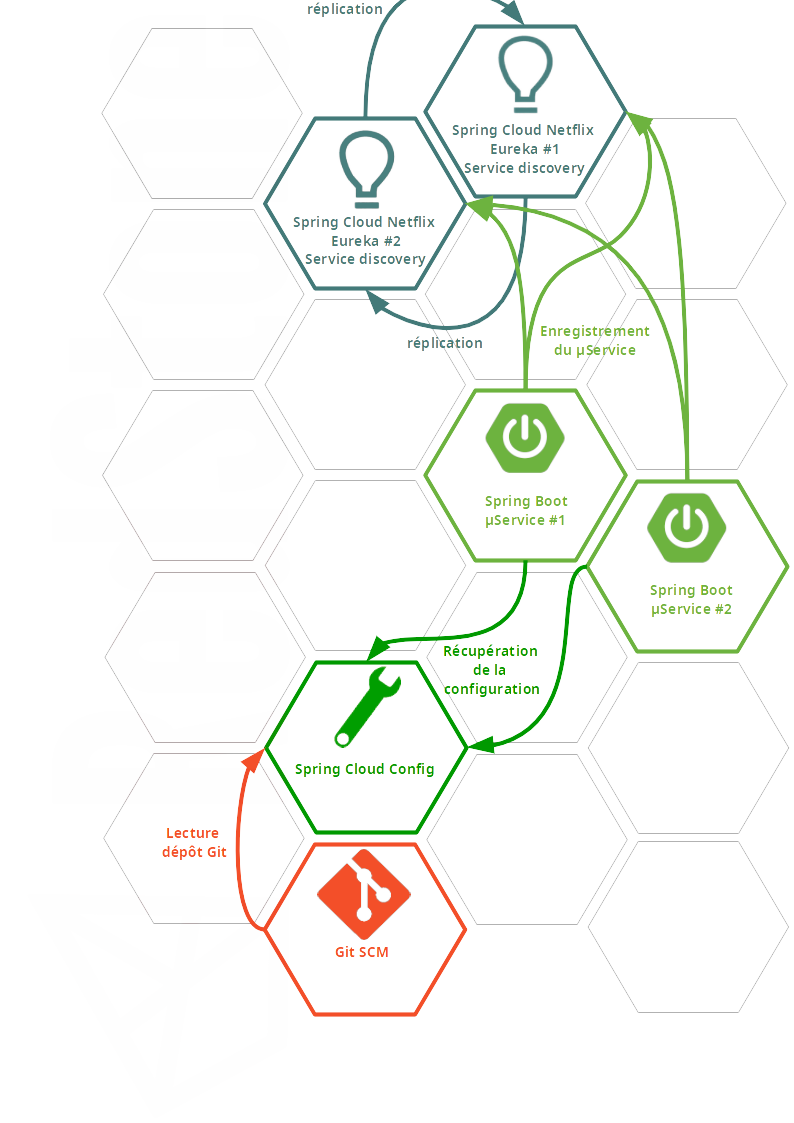 réplication
Spring Cloud Netflix
Eureka #1
Service discovery
Spring Cloud Netflix
Eureka #2
Service discovery
réplication
Enregistrement
du µService
Spring Boot
µService #1
Spring Boot
µService #2
Récupération
de la
configuration
Spring Cloud Config
Lecture
dépôt Git
Git SCM